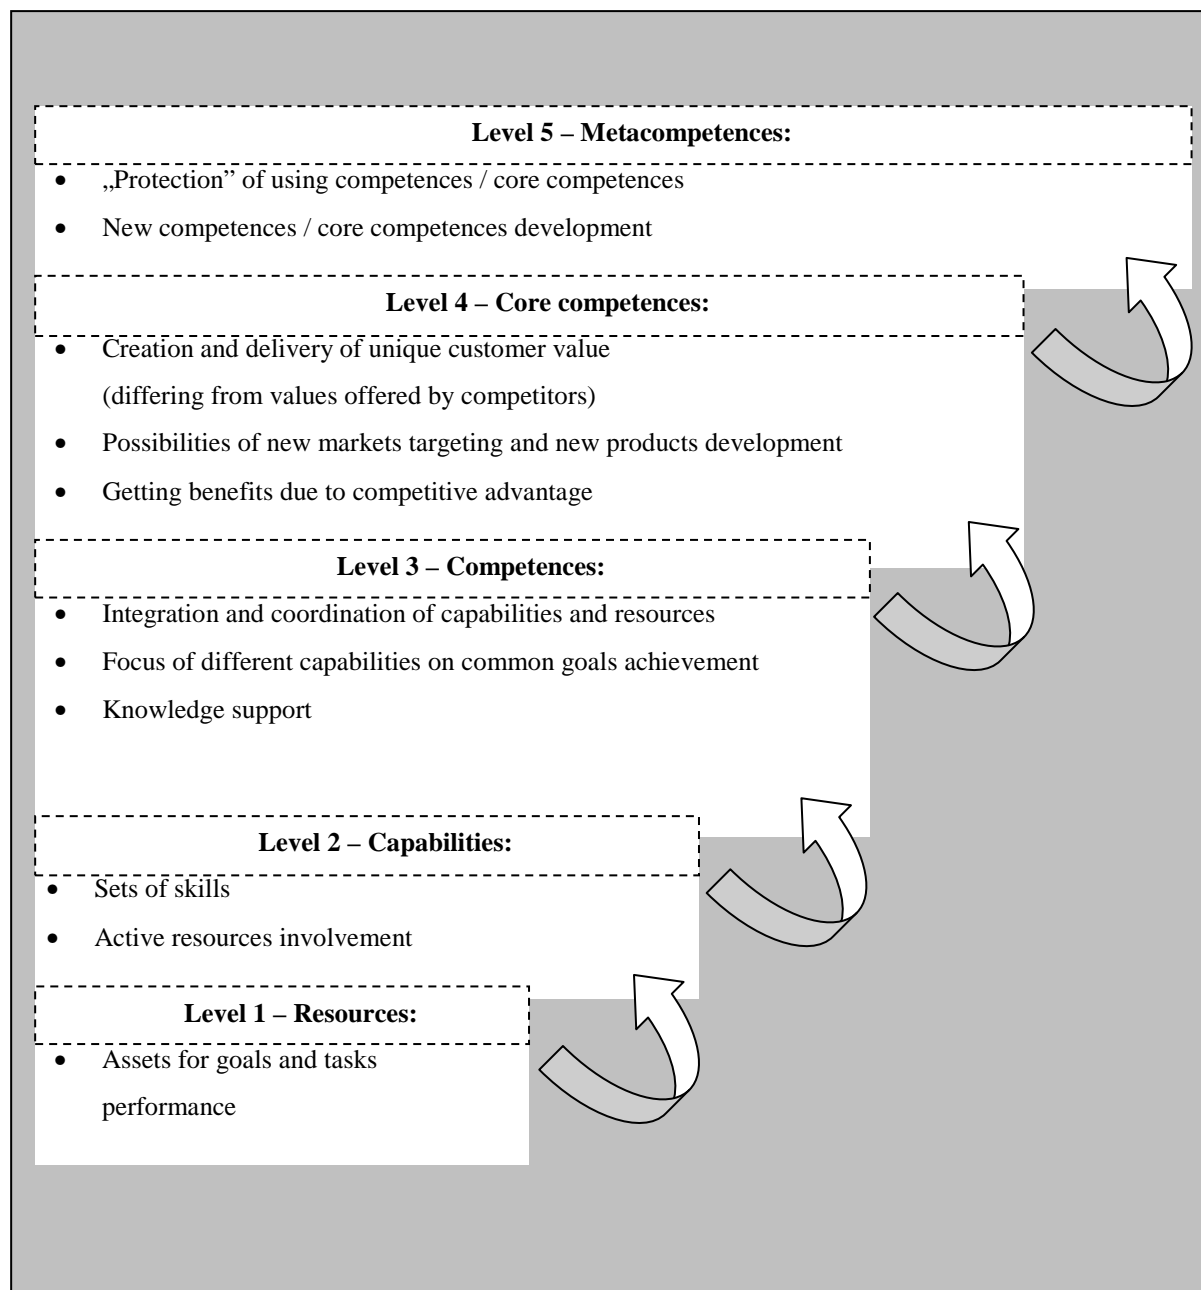 Level 5 – Metacompetences:
• „Protection” of using competences / core competences
• New competences / core competences development
Level 4 – Core competences:
• Creation and delivery of unique customer value
(differing from values offered by competitors)
• Possibilities of new markets targeting and new products development
• Getting benefits due to competitive advantage
Level 3 – Competences:
• Integration and coordination of capabilities and resources
• Focus of different capabilities on common goals achievement
• Knowledge support
Level 2 – Capabilities:
• Sets of skills
• Active resources involvement
Level 1 – Resources:
• Assets for goals and tasks
performance